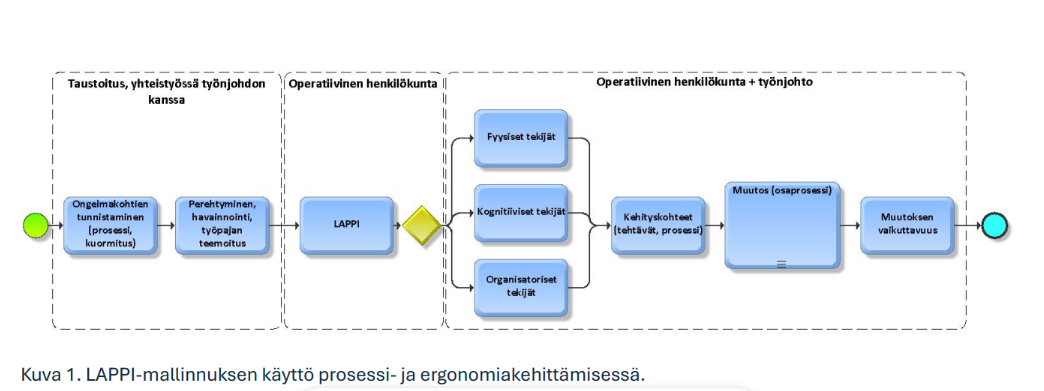 Taustoitus, yhteistyössä työnjohdon
kanssa
Operatiivinen henkilökunta
Operatiivinen henkilökunta + työnjohto
Ongelmakohtien
tunnistaminen
(prosessi,
kuormitus)
Perehtyminen,
havainnointi,
työpajan
teemoitus
LAPPI
Fyysiset tekijät
Kognitiiviset tekijät
Organisatoriset
tekijät
Kehityskohteet
(tehtävät, prosessi)
Muutos (osaprosessi)
Muutoksen
vaikuttavuus
Kuva 1. LAPPI-mallinnuksen käyttö prosessi- ja ergonomiakehittämisessä.